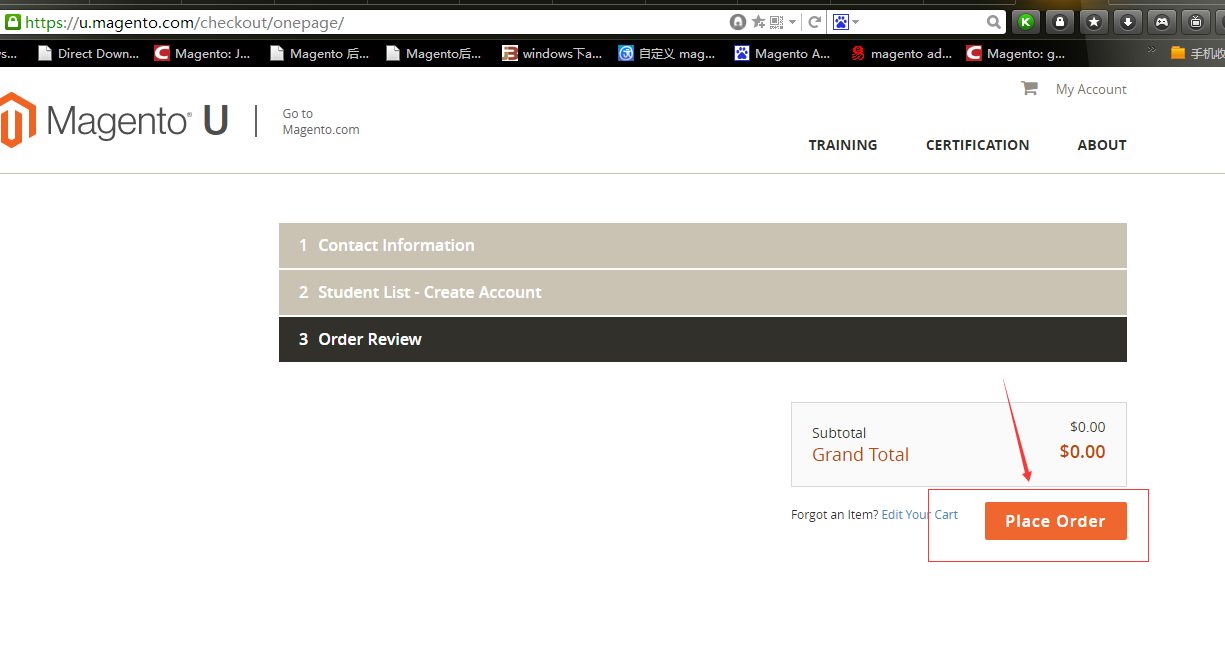 https://u.magento.com/checkout/onepage/
K
/s... Direct Down... Magento: J... Magento 后... Magento后... windows下a... 自定义 mag... Magento A... magento ad... Magento: g... 手机收
My Account
Magento® U
Go to
Magento.com
TRAINING CERTIFICATION ABOUT
1 Contact Information
2 Student List - Create Account
3 Order Review
Subtotal $0.00
Grand Total $0.00
Forgot an Item? Edit Your Cart
Place Order